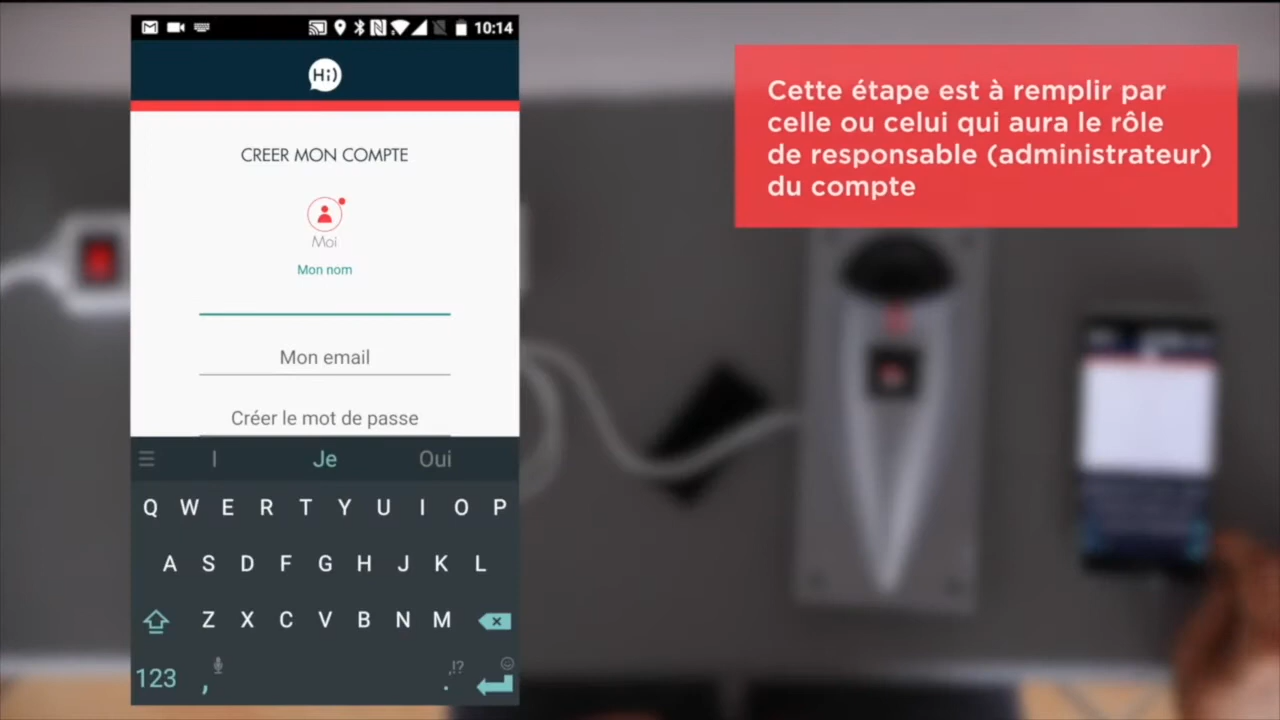 10:14
Hi)
CREER MON COMPTE
Moi
Mon nom
Mon email
Créer le mot de passe
I Je Oui
Q W E R T Y U I O P
A S D F G H J K L
Z X C V B N M
123 , . ,!?
Cette étape est à remplir par
celle ou celui qui aura le rôle
de responsable (administrateur)
du compte